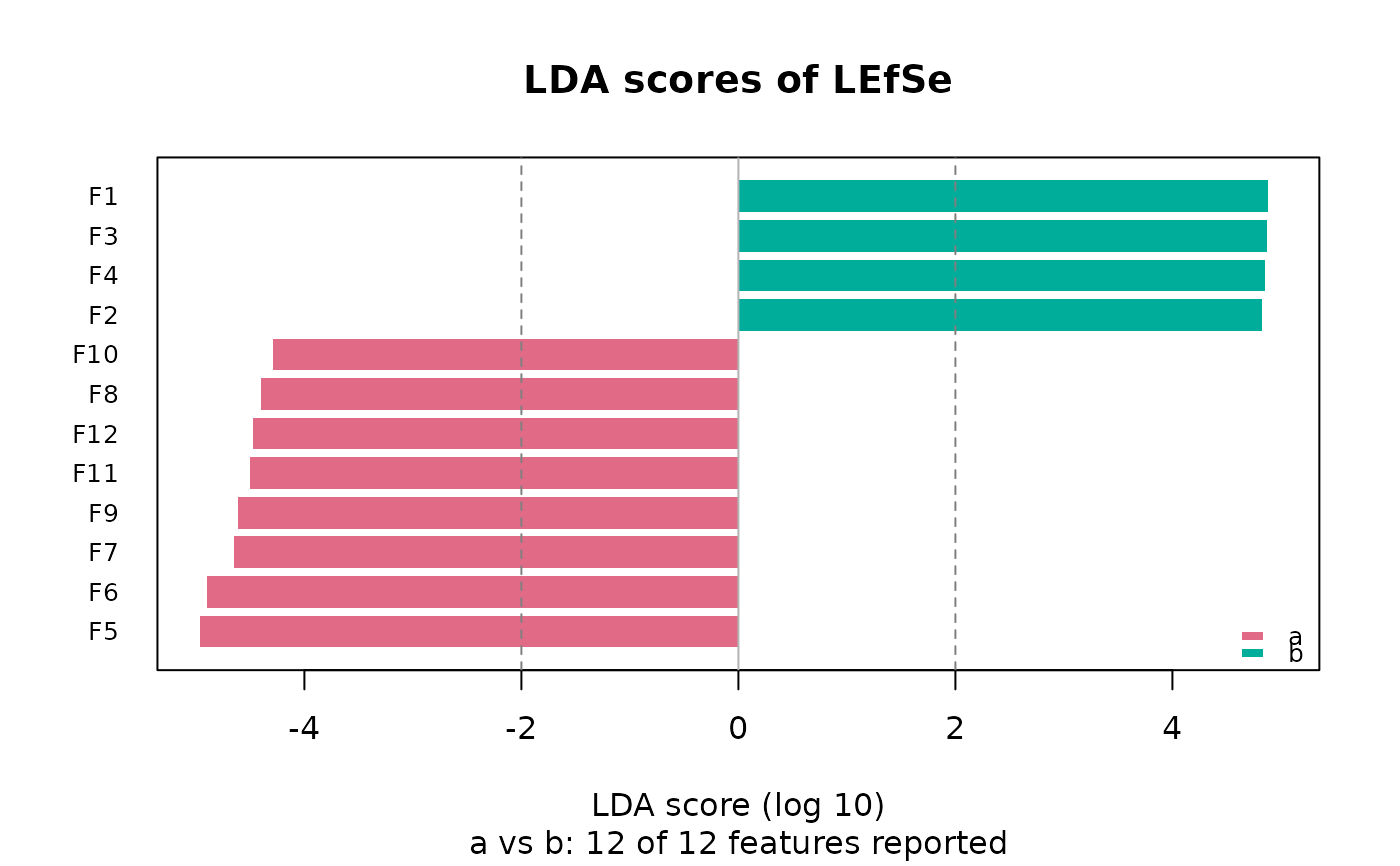 LDA scores of LEfSe
F1
F3
F4
F2
F10
F8
F12
F11
F9
F7
F6
F5
a
b
-4 -2 0 2 4
LDA score (log 10)
a vs b: 12 of 12 features reported